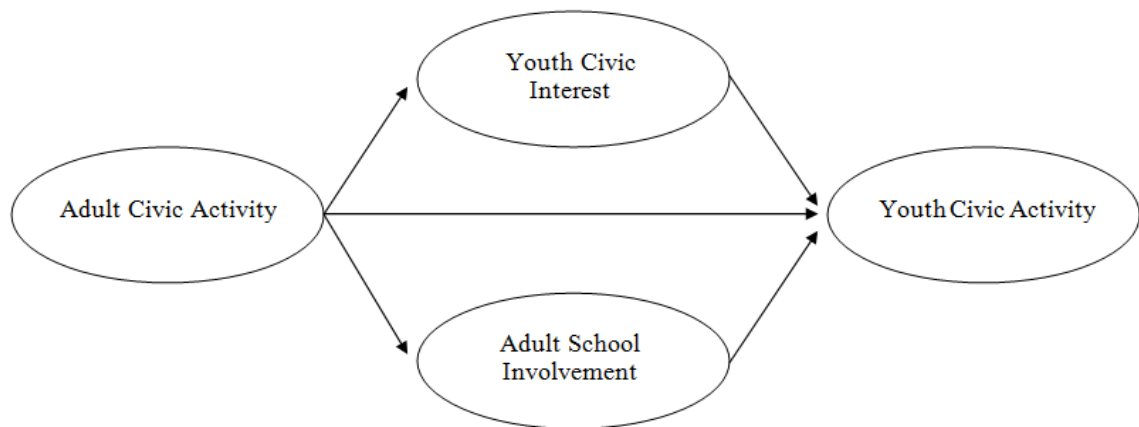 Youth Civic
Interest
Adult Civic Activity
Youth Civic Activity
Adult School
Involvement